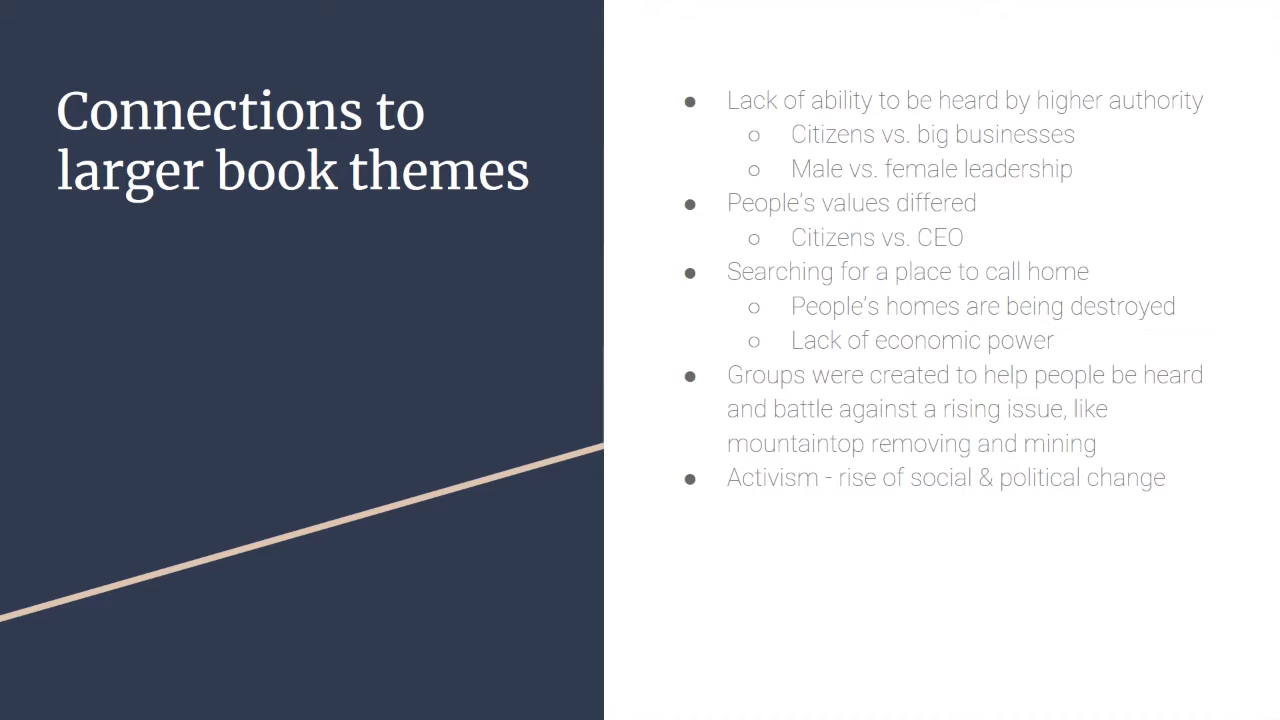 Connections to
larger book themes
● Lack of ability to be heard by higher authority
○ Citizens vs. big businesses
○ Male vs. female leadership
● People’s values differed
○ Citizens vs. CEO
● Searching for a place to call home
○ People’s homes are being destroyed
○ Lack of economic power
● Groups were created to help people be heard
and battle against a rising issue, like
mountaintop removing and mining
● Activism - rise of social & political change